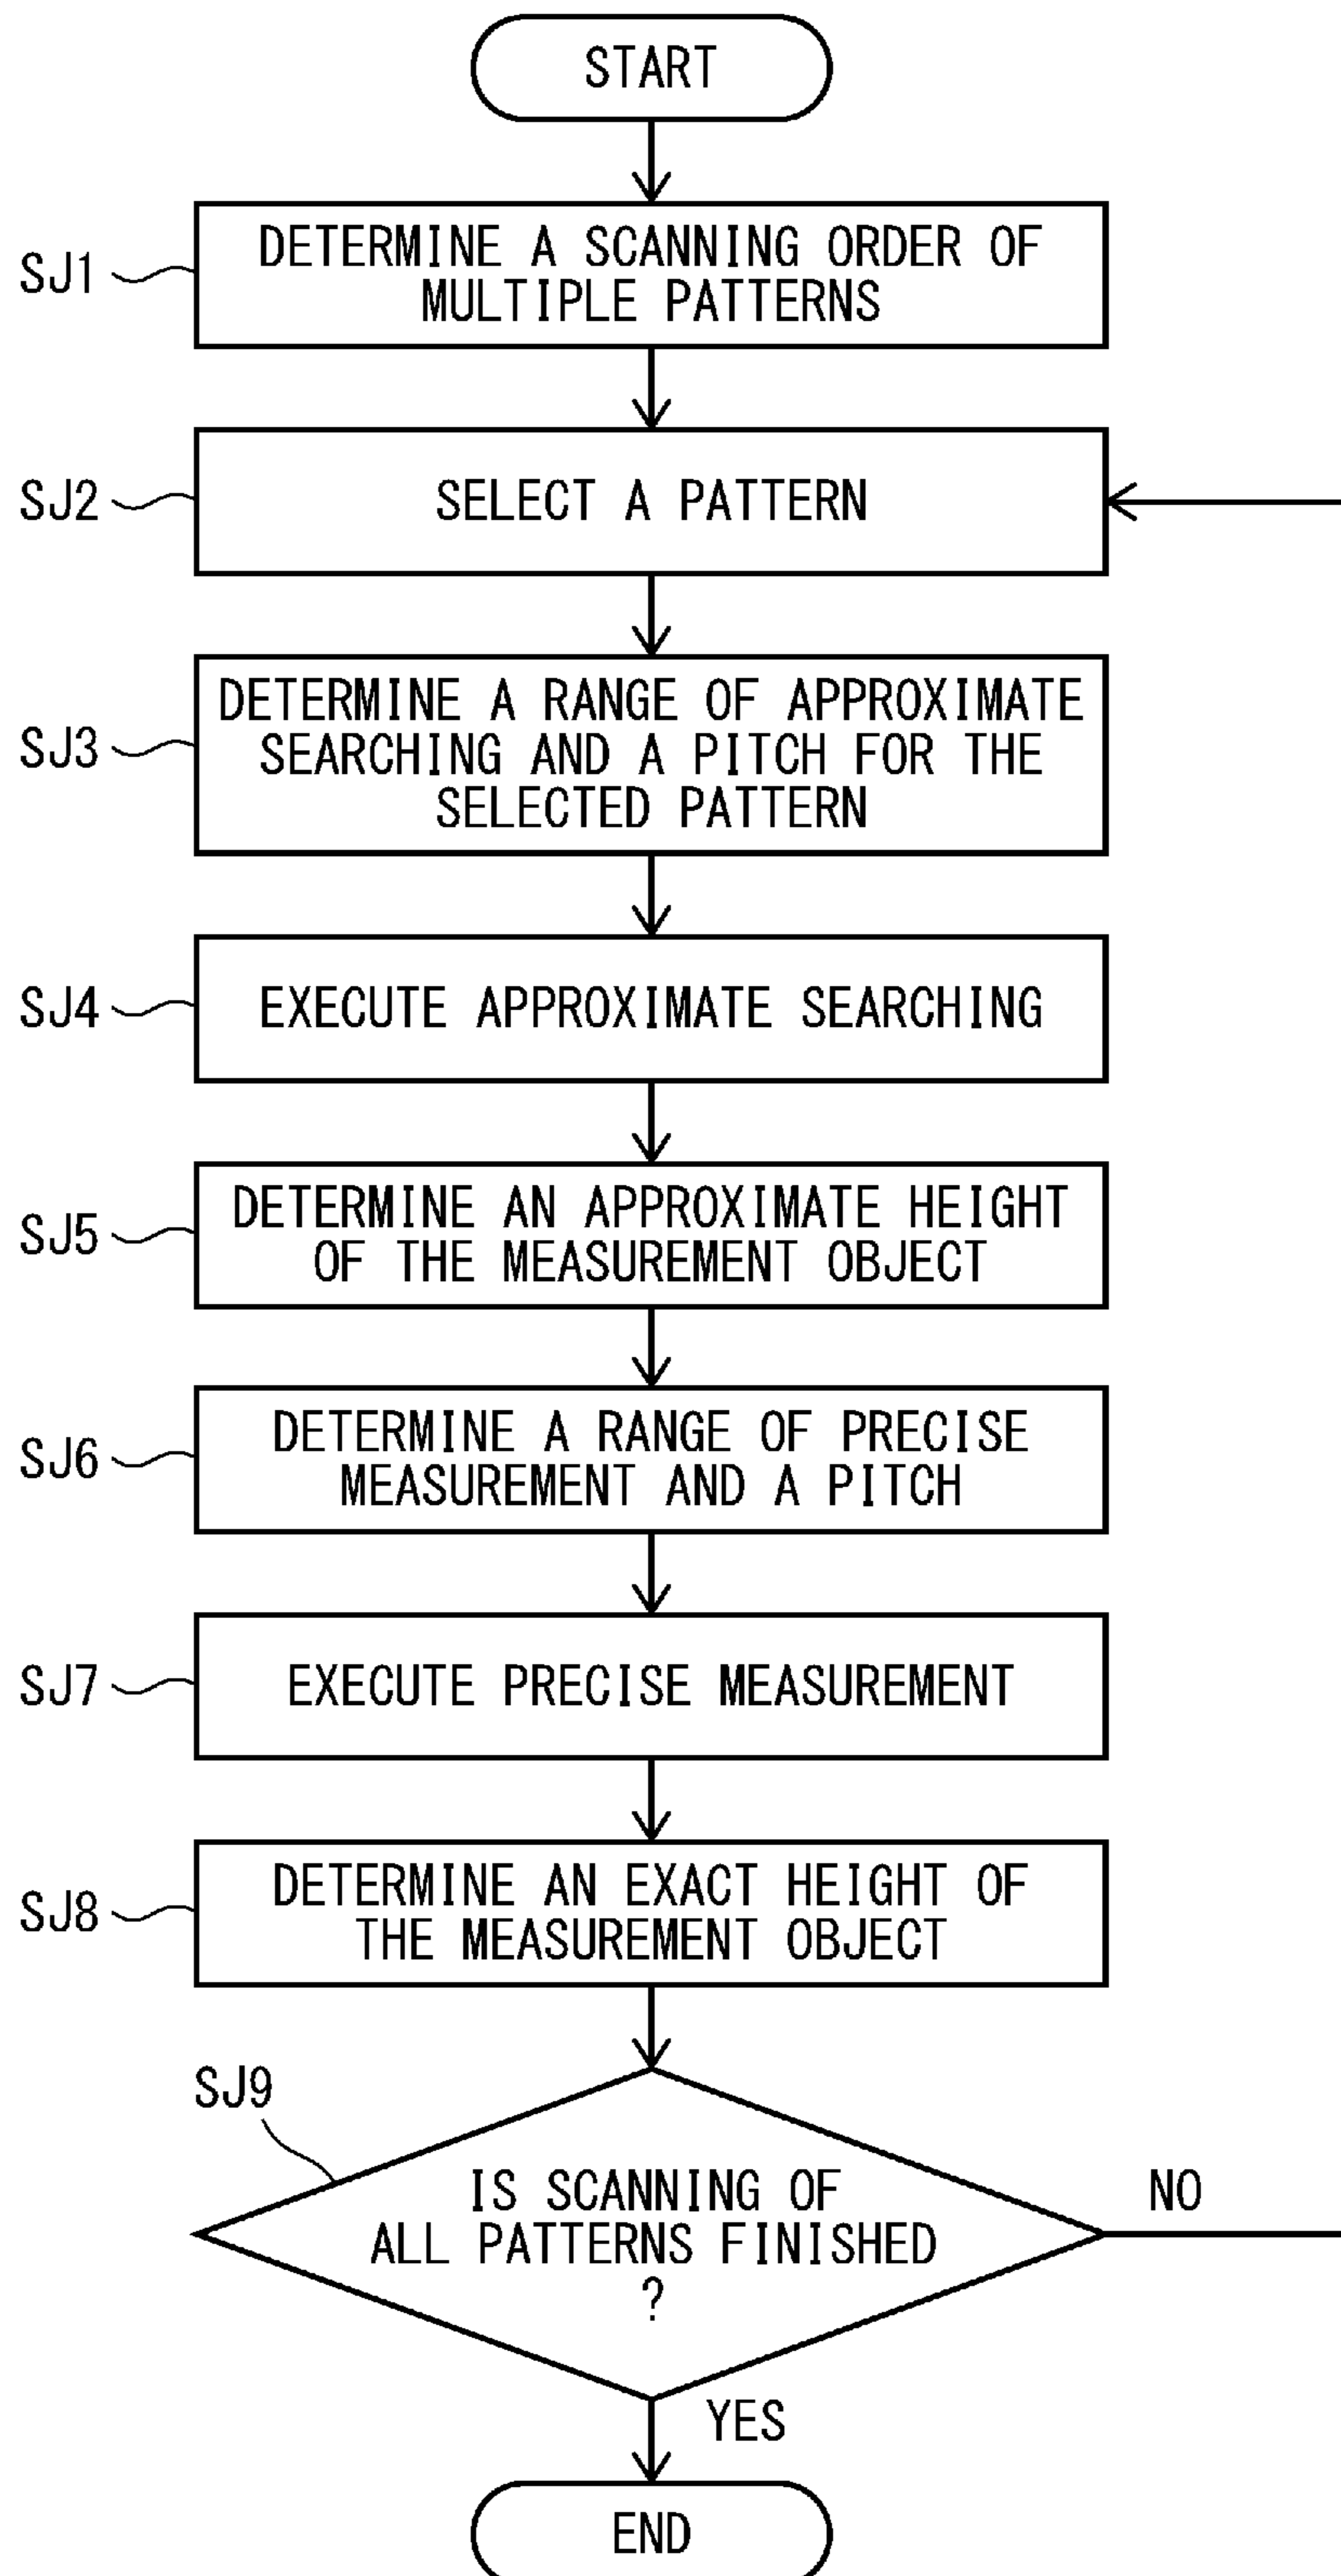 START
SJ1
DETERMINE A SCANNING ORDER OF
MULTIPLE PATTERNS
SJ2
SELECT A PATTERN
SJ3
DETERMINE A RANGE OF APPROXIMATE
SEARCHING AND A PITCH FOR THE
SELECTED PATTERN
SJ4
EXECUTE APPROXIMATE SEARCHING
SJ5
DETERMINE AN APPROXIMATE HEIGHT
OF THE MEASUREMENT OBJECT
SJ6
DETERMINE A RANGE OF PRECISE
MEASUREMENT AND A PITCH
SJ7
EXECUTE PRECISE MEASUREMENT
SJ8
DETERMINE AN EXACT HEIGHT OF
THE MEASUREMENT OBJECT
SJ9
IS SCANNING OF
ALL PATTERNS FINISHED
?
NO
YES
END